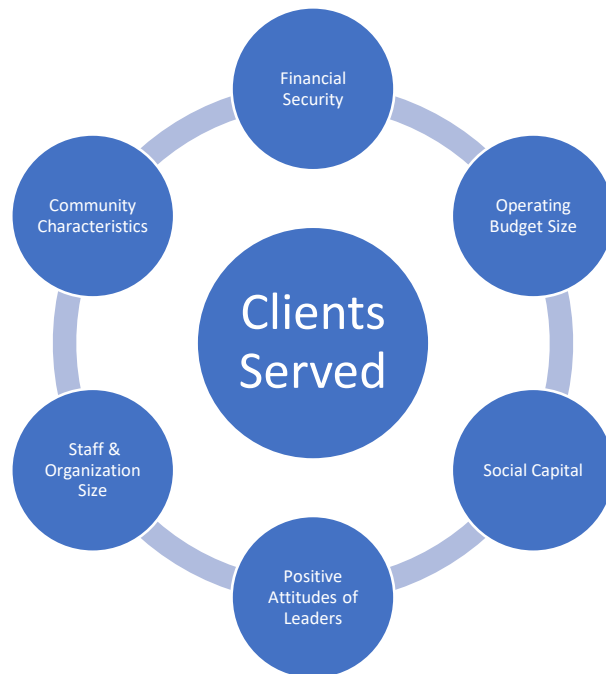 Financial
Security
Operating
Budget Size
Social Capital
Positive
Attitudes of
Leaders
Staff &
Organization
Size
Community
Characteristics
Clients
Served